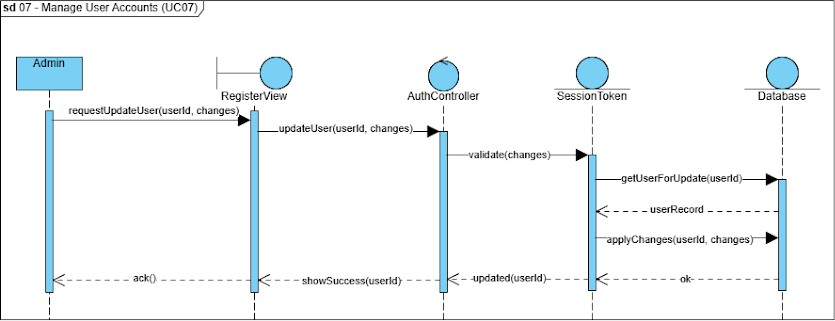 sd 07 - Manage User Accounts (UC07)
Admin
RegisterView
AuthController
SessionToken
Database
requestUpdateUser(userId, changes)
updateUser(userId, changes)
validate(changes)
getUserForUpdate(userId)
userRecord
applyChanges(userId, changes)
ack()
showSuccess(userId)
updated(userId)
ok